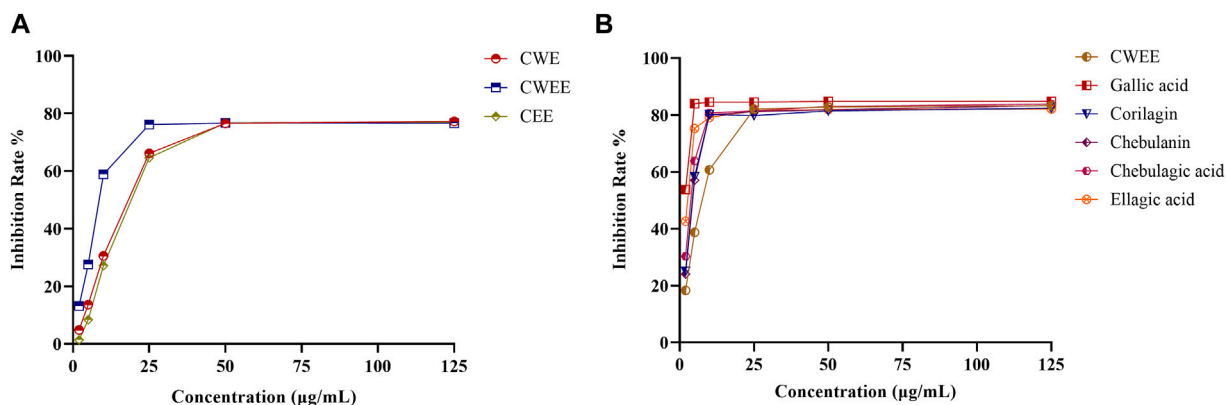 A
100
80
60
40
20
0
0 25 50 75 100 125
Inhibition Rate %
Concentration (μg/mL)
CWE
CWEE
CEE
B
100
80
60
40
20
0
0 25 50 75 100 125
Inhibition Rate %
Concentration (μg/mL)
CWEE
Gallic acid
Corilagin
Chebulanin
Chebulagic acid
Ellagic acid